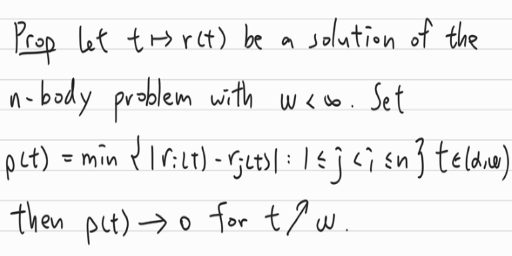 Prop let t ↦ r(t) be a solution of the
n-body problem with w < ∞. Set
ρ(t) = min { |ri(t) - rj(t)| : 1 ≤ j < i ≤ n } t∈(α,w)
then ρ(t) → 0 for t ↗ w.